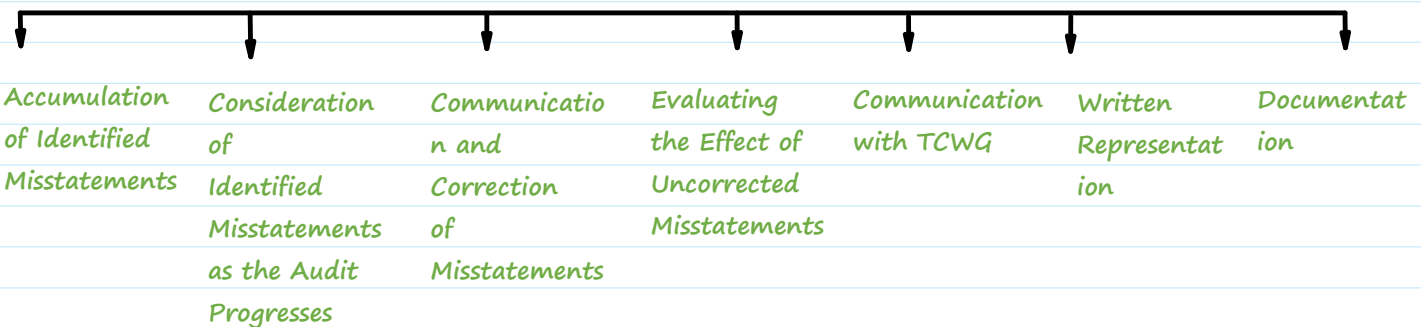 Accumulation
of Identified
Misstatements
Consideration
of
Identified
Misstatements
as the Audit
Progresses
Communicatio
n and
Correction
of
Misstatements
Evaluating
the Effect of
Uncorrected
Misstatements
Communication
with TCWG
Written
Representat
ion
Documentat
ion